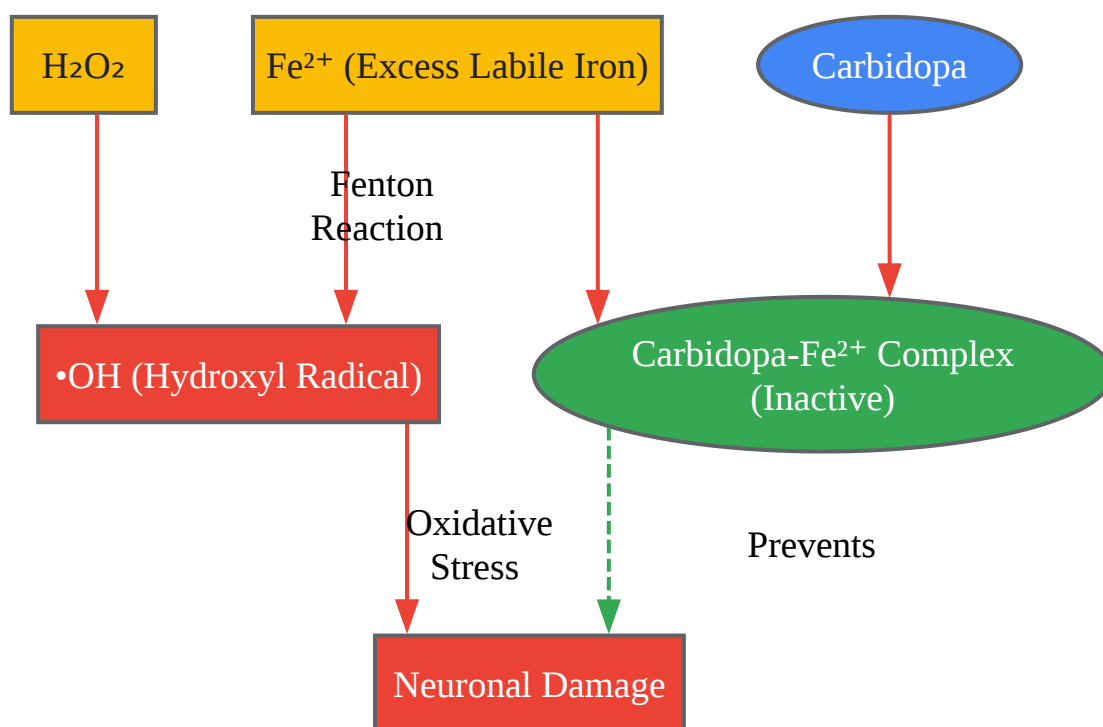 H₂O₂
Fe²⁺ (Excess Labile Iron)
Carbidopa
Fenton
Reaction
•OH (Hydroxyl Radical)
Carbidopa-Fe²⁺ Complex
(Inactive)
Oxidative
Stress
Prevents
Neuronal Damage